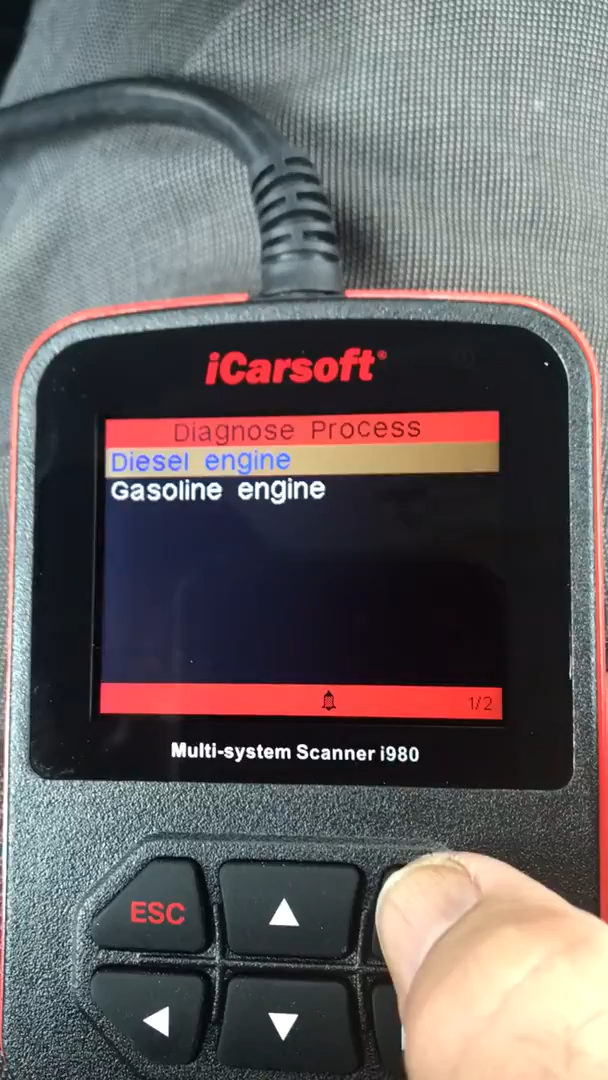 iCarsoft®
Diagnose Process
Diesel engine
Gasoline engine
1/2
Multi-system Scanner i980
ESC